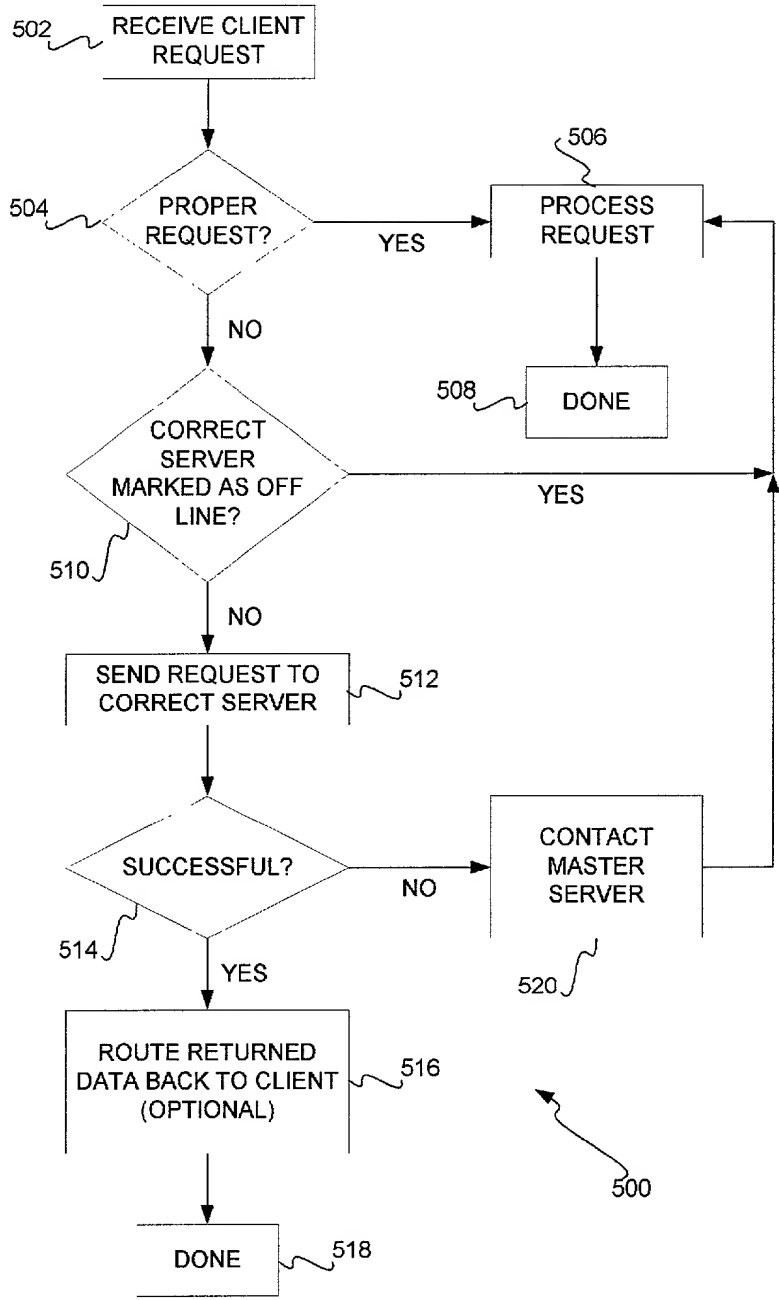 502
RECEIVE CLIENT
REQUEST
504
PROPER
REQUEST?
YES
506
PROCESS
REQUEST
NO
508
DONE
CORRECT
SERVER
MARKED AS OFF
LINE?
YES
510
NO
SEND REQUEST TO
CORRECT SERVER
512
SUCCESSFUL?
NO
CONTACT
MASTER
SERVER
514
YES
520
ROUTE RETURNED
DATA BACK TO CLIENT
(OPTIONAL)
516
500
DONE
518